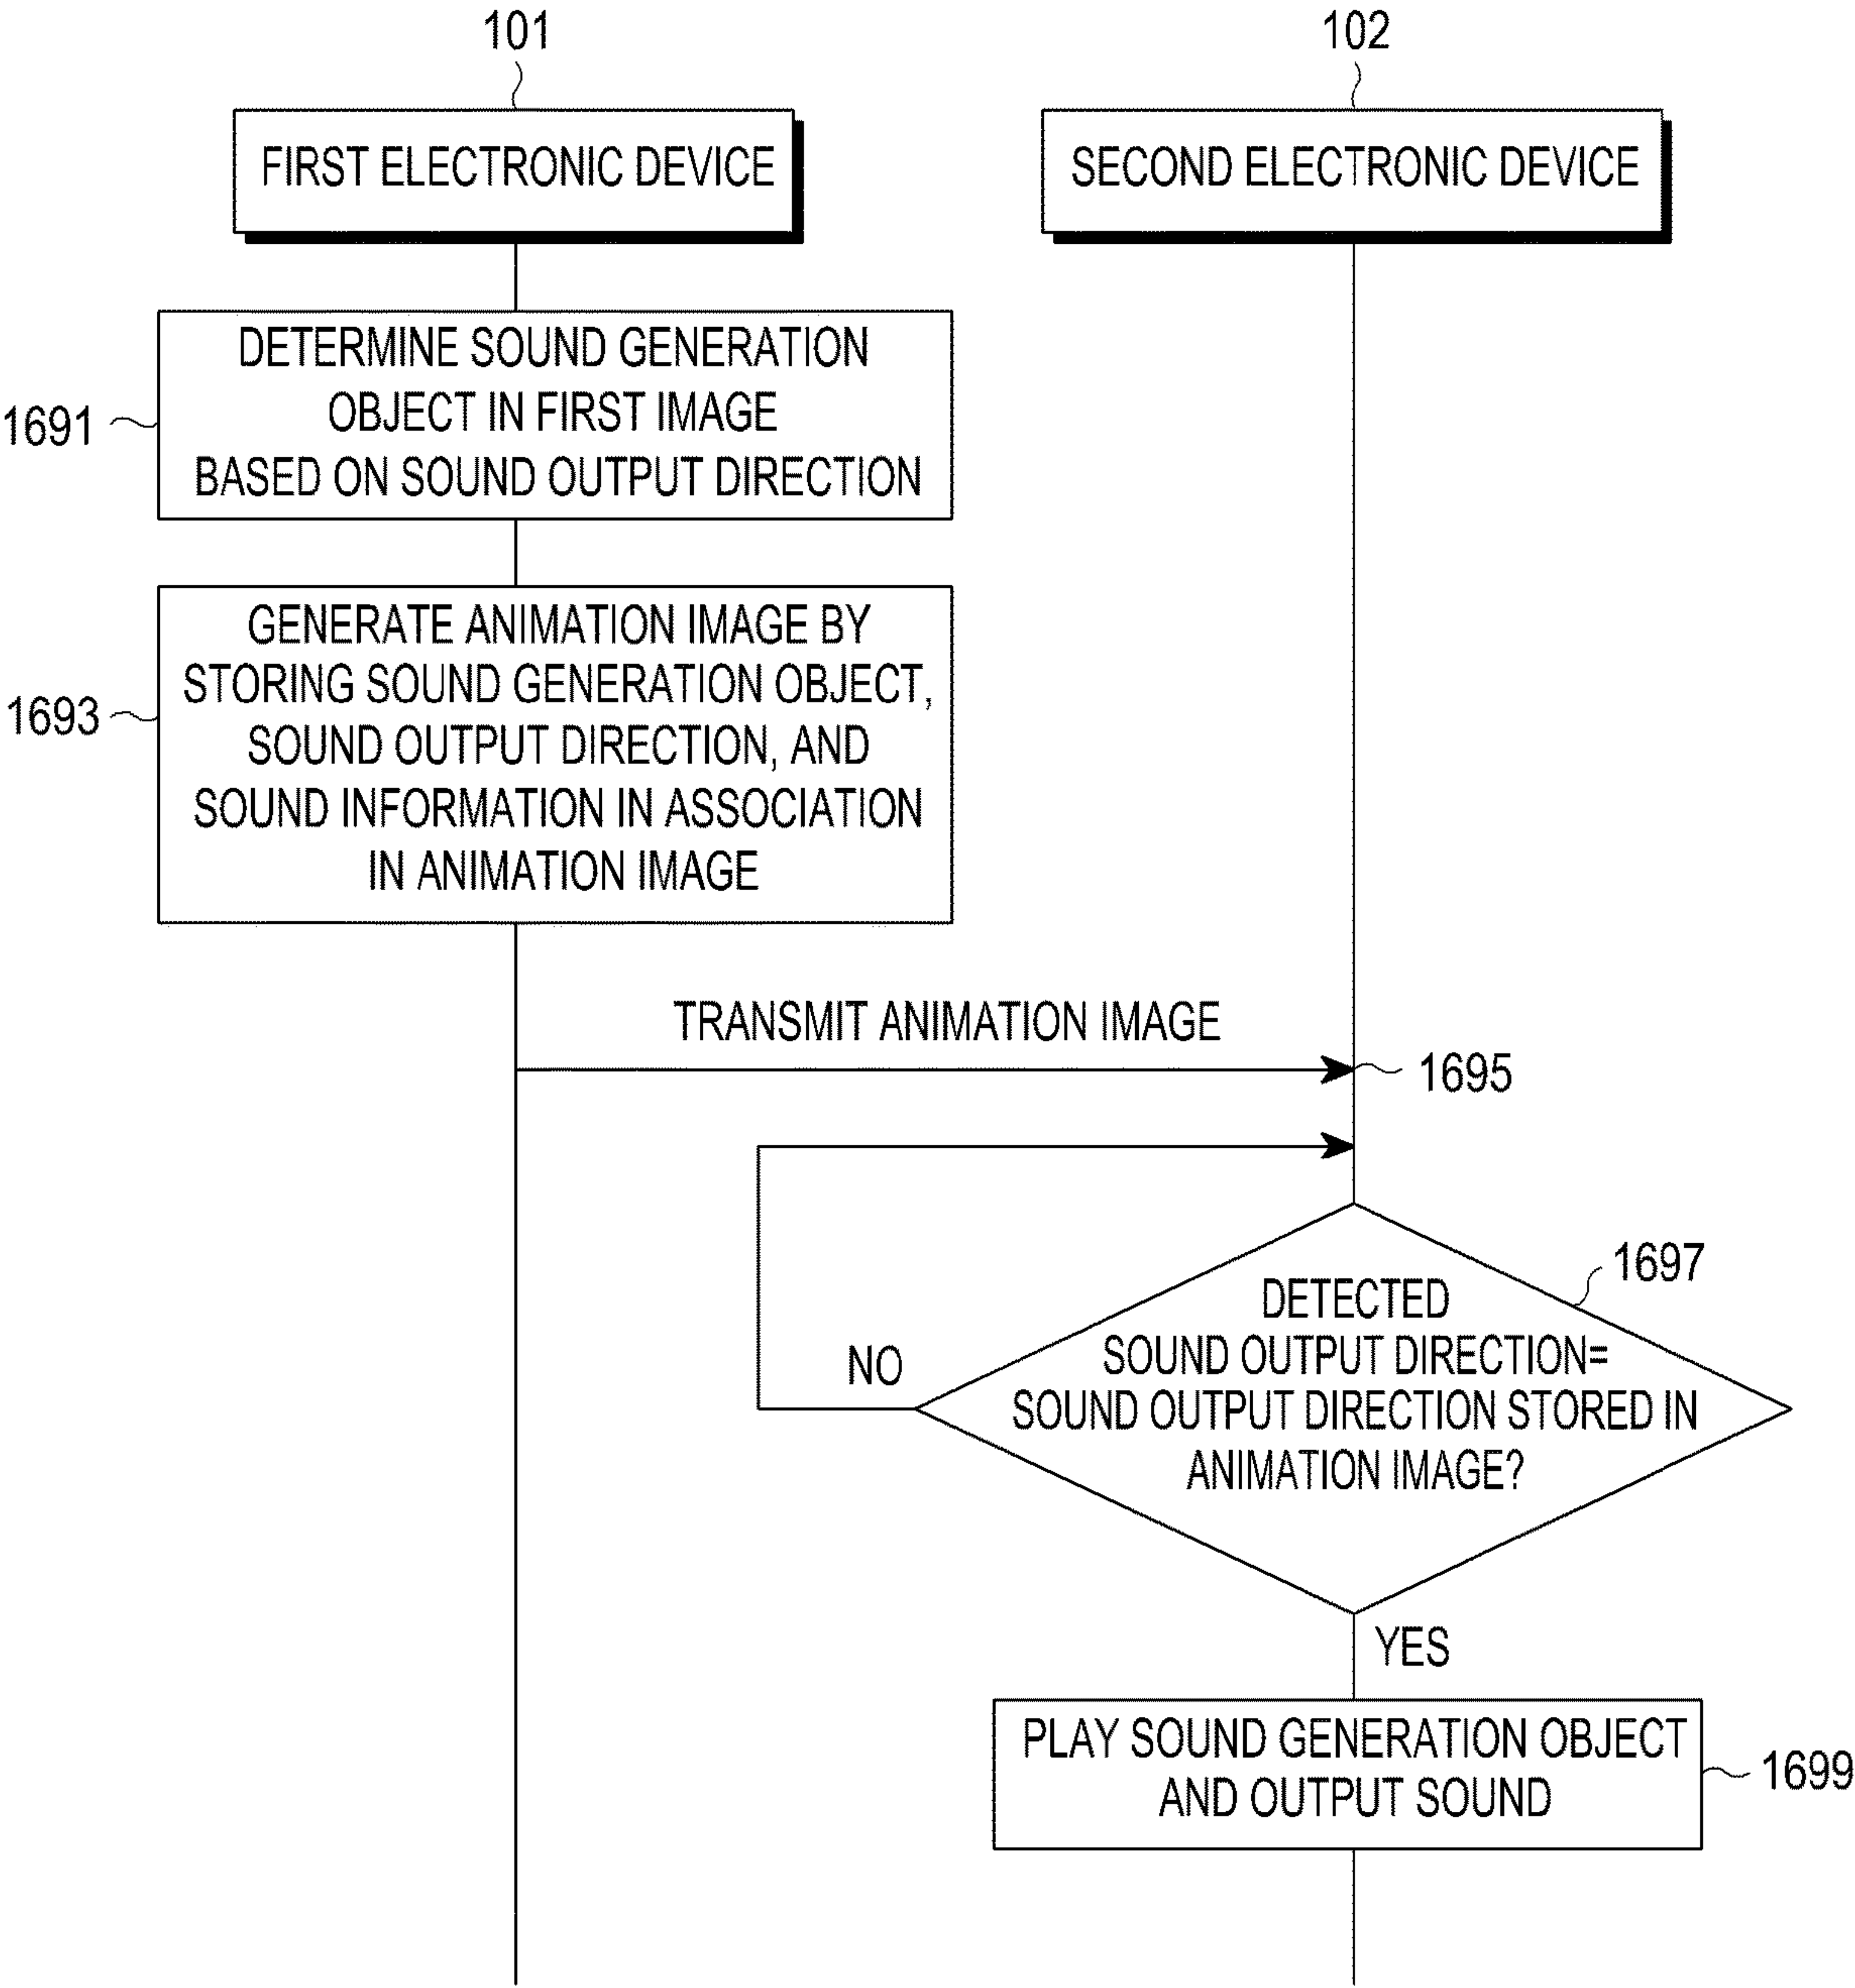 101
102
FIRST ELECTRONIC DEVICE
SECOND ELECTRONIC DEVICE
1691
DETERMINE SOUND GENERATION
OBJECT IN FIRST IMAGE
BASED ON SOUND OUTPUT DIRECTION
1693
GENERATE ANIMATION IMAGE BY
STORING SOUND GENERATION OBJECT,
SOUND OUTPUT DIRECTION, AND
SOUND INFORMATION IN ASSOCIATION
IN ANIMATION IMAGE
TRANSMIT ANIMATION IMAGE
1695
1697
DETECTED
SOUND OUTPUT DIRECTION=
SOUND OUTPUT DIRECTION STORED IN
ANIMATION IMAGE?
NO
YES
PLAY SOUND GENERATION OBJECT
AND OUTPUT SOUND
1699